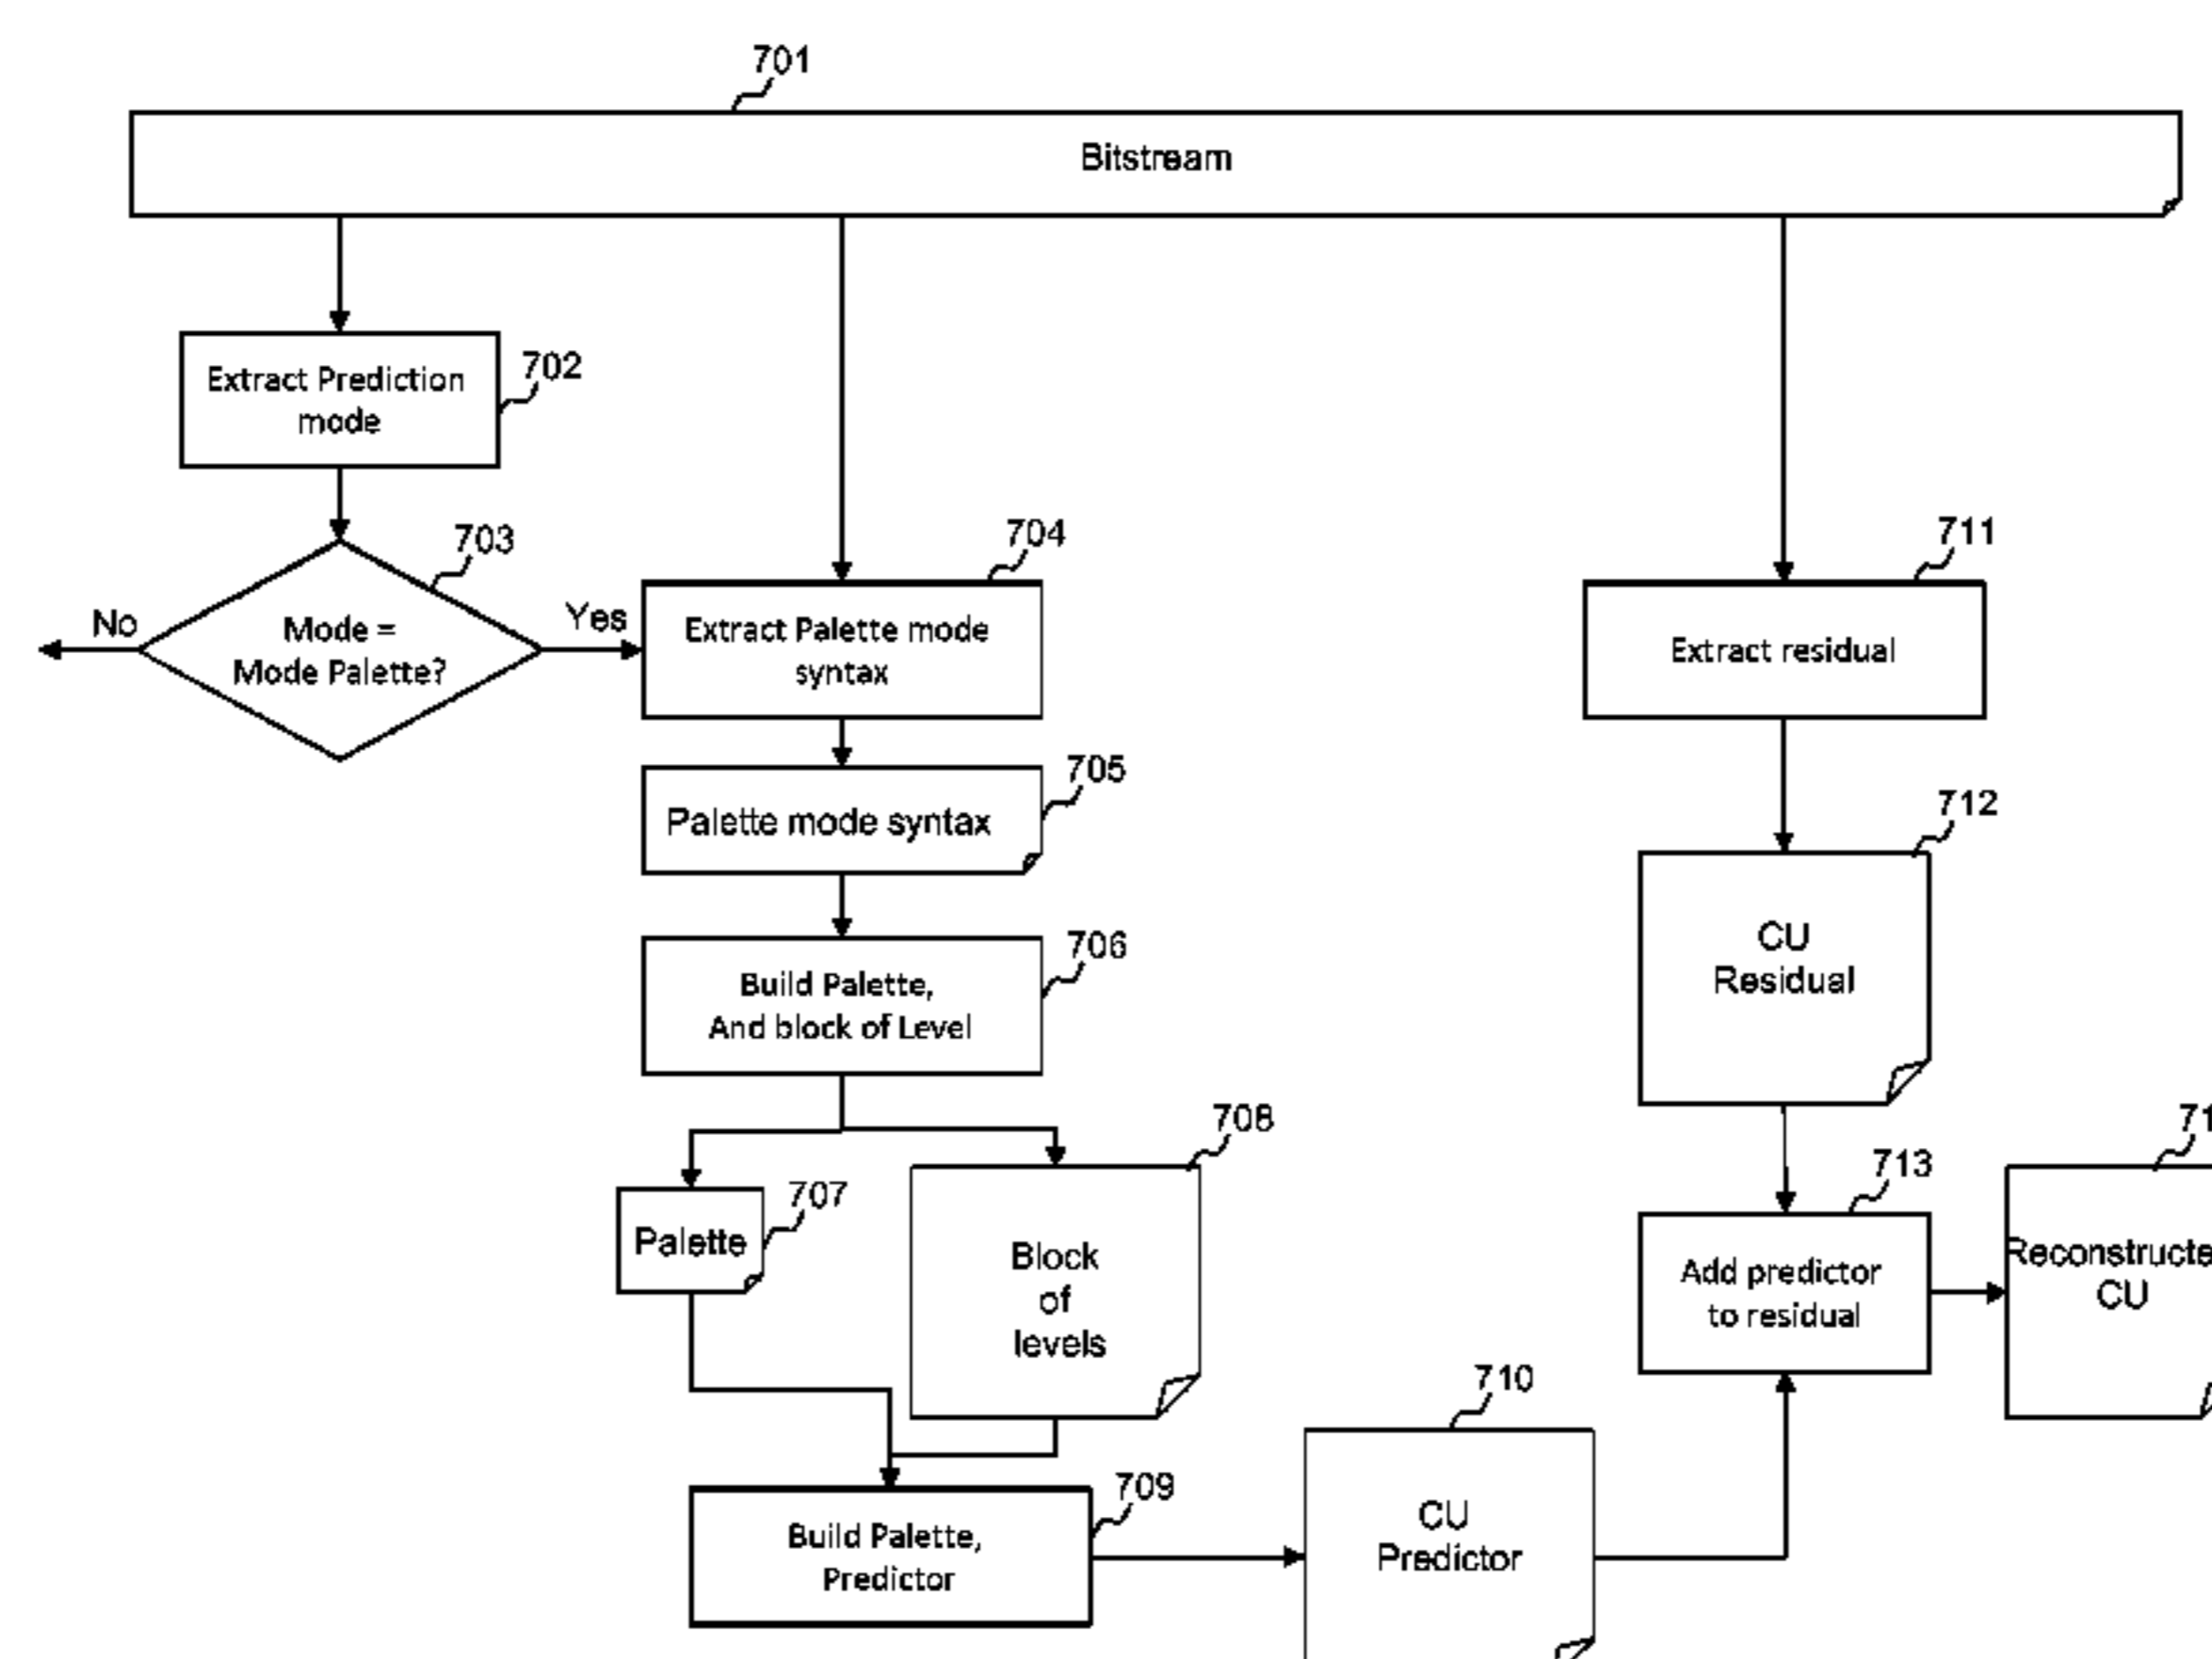 701
Bitstream
Extract Prediction
mode
702
703
Mode =
Mode Palette?
No
Yes
704
Extract Palette mode
syntax
711
Extract residual
705
Palette mode syntax
712
CU
Residual
706
Build Palette,
And block of Level
707
Palette
708
Block
of
levels
713
Add predictor
to residual
71
Reconstructe
CU
709
Build Palette,
Predictor
710
CU
Predictor